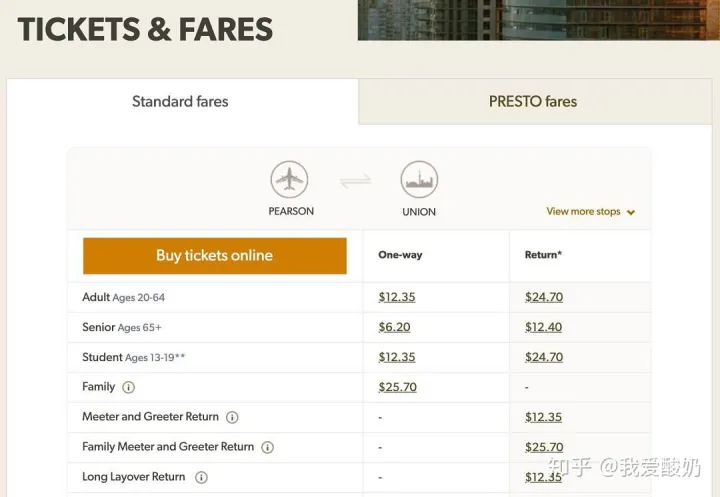 TICKETS & FARES
Standard fares
PRESTO fares
PEARSON
UNION
View more stops
Buy tickets online One-way Return*
Adult Ages 20-64 $12.35 $24.70
Senior Ages 65+ $6.20 $12.40
Student Ages 13-19** $12.35 $24.70
Family $25.70 -
Meeter and Greeter Return - $12.35
Family Meeter and Greeter Return - $25.70
Long Layover Return - $12.35
知乎 @我爱酸奶